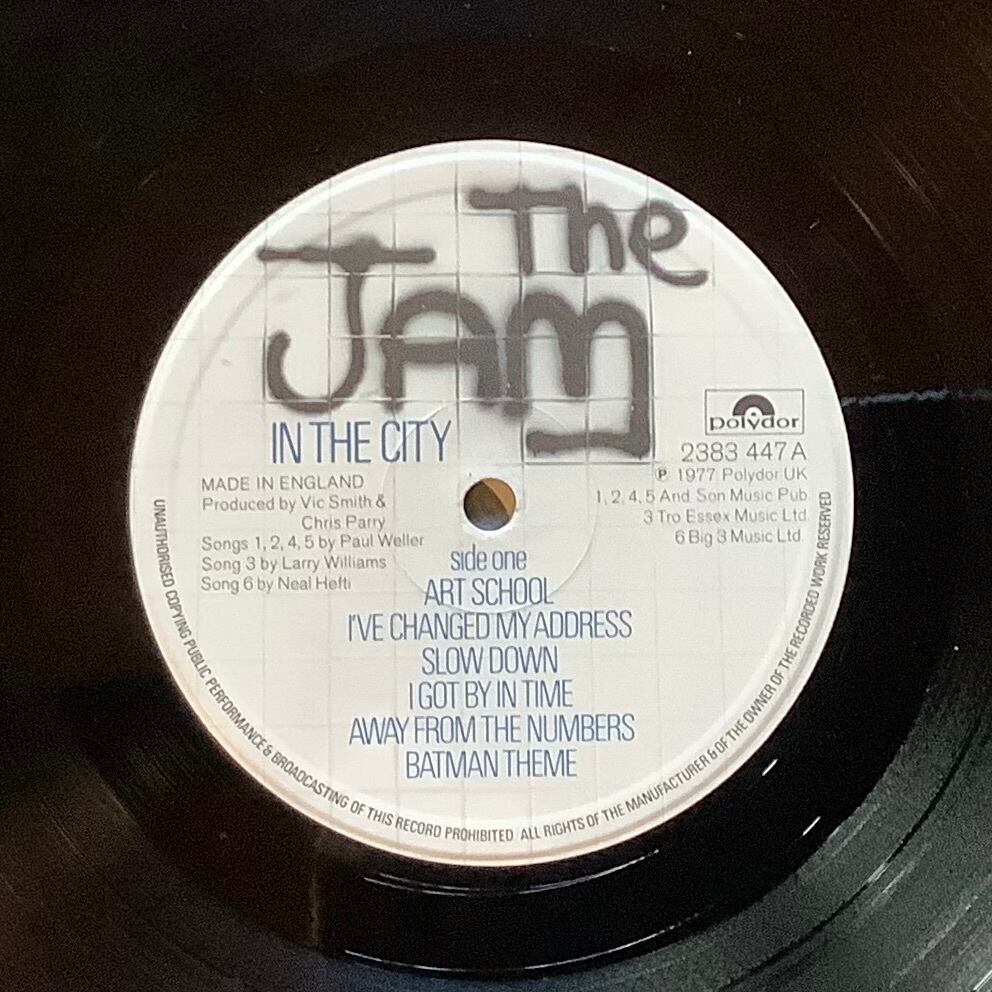 The
JAM
IN THE CITY
polydor
2383 447 A
℗ 1977 Polydor UK
1, 2, 4, 5 And Son Music Pub
3 Tro Essex Music Ltd.
6 Big 3 Music Ltd.
MADE IN ENGLAND
Produced by Vic Smith &
Chris Parry
Songs 1, 2, 4, 5 by Paul Weller
Song 3 by Larry Williams
Song 6 by Neal Hefti
side one
ART SCHOOL
I'VE CHANGED MY ADDRESS
SLOW DOWN
I GOT BY IN TIME
AWAY FROM THE NUMBERS
BATMAN THEME
UNAUTHORISED COPYING PUBLIC PERFORMANCE & BROADCASTING OF THIS RECORD PROHIBITED ALL RIGHTS OF THE MANUFACTURER & OF THE OWNER OF THE RECORDED WORK RESERVED